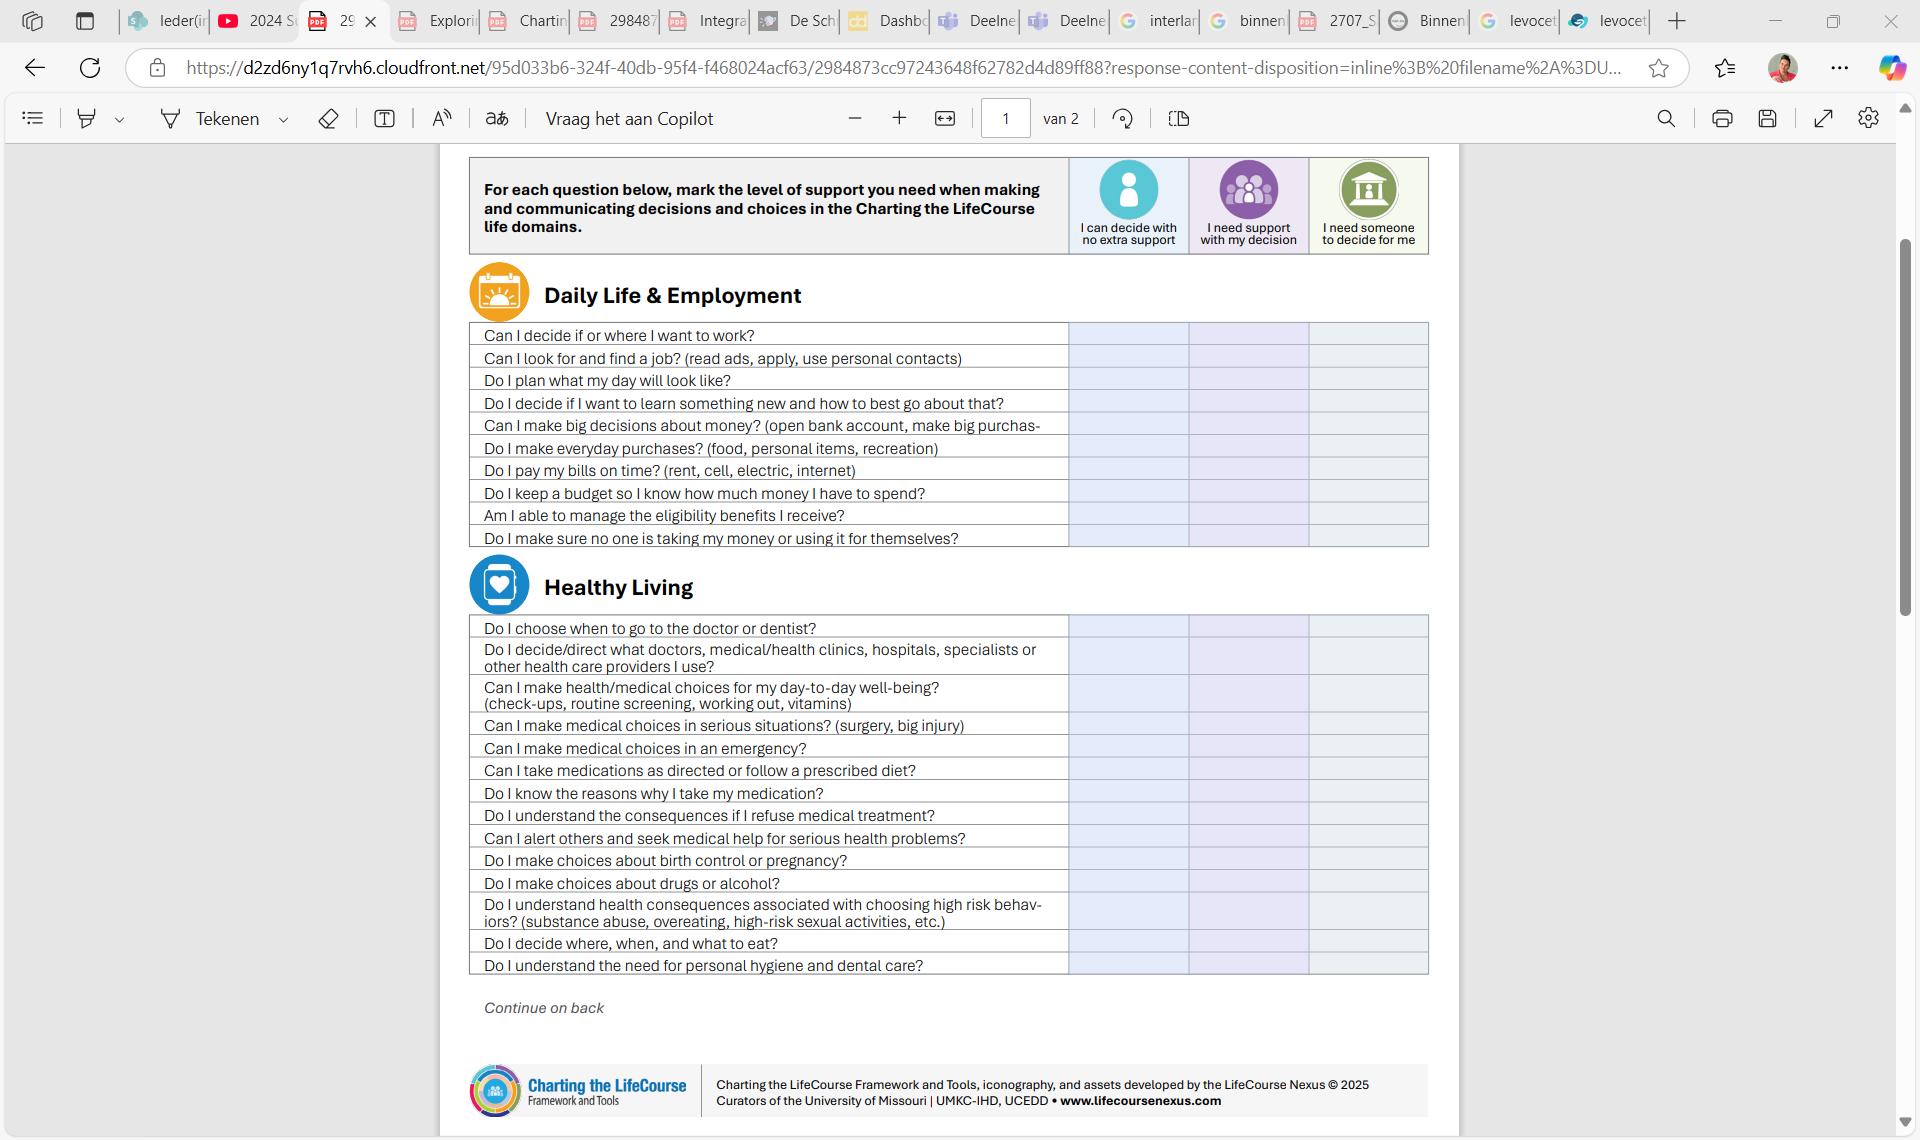 leder(ir
2024 S
29
Explori
Chartin
298487
Integra
De Sch
Dashbo
Deelne
Deelne
interlar
binnen
2707_S
Binnen
levocet
levocet
https://d2zd6ny1q7rvh6.cloudfront.net/95d033b6-324f-40db-95f4-f468024acf63/2984873cc97243648f62782d4d89ff88?response-content-disposition=inline%3B%20filename%2A%3DU...
Tekenen
Vraag het aan Copilot
1 van 2
For each question below, mark the level of support you need when making
and communicating decisions and choices in the Charting the LifeCourse
life domains.
I can decide with
no extra support
I need support
with my decision
I need someone
to decide for me
Daily Life & Employment
Can I decide if or where I want to work?
Can I look for and find a job? (read ads, apply, use personal contacts)
Do I plan what my day will look like?
Do I decide if I want to learn something new and how to best go about that?
Can I make big decisions about money? (open bank account, make big purchas-
Do I make everyday purchases? (food, personal items, recreation)
Do I pay my bills on time? (rent, cell, electric, internet)
Do I keep a budget so I know how much money I have to spend?
Am I able to manage the eligibility benefits I receive?
Do I make sure no one is taking my money or using it for themselves?
Healthy Living
Do I choose when to go to the doctor or dentist?
Do I decide/direct what doctors, medical/health clinics, hospitals, specialists or
other health care providers I use?
Can I make health/medical choices for my day-to-day well-being?
(check-ups, routine screening, working out, vitamins)
Can I make medical choices in serious situations? (surgery, big injury)
Can I make medical choices in an emergency?
Can I take medications as directed or follow a prescribed diet?
Do I know the reasons why I take my medication?
Do I understand the consequences if I refuse medical treatment?
Can I alert others and seek medical help for serious health problems?
Do I make choices about birth control or pregnancy?
Do I make choices about drugs or alcohol?
Do I understand health consequences associated with choosing high risk behav-
iors? (substance abuse, overeating, high-risk sexual activities, etc.)
Do I decide where, when, and what to eat?
Do I understand the need for personal hygiene and dental care?
Continue on back
Charting the LifeCourse
Framework and Tools
Charting the LifeCourse Framework and Tools, iconography, and assets developed by the LifeCourse Nexus © 2025
Curators of the University of Missouri | UMKC-IHD, UCEDD • www.lifecoursenexus.com